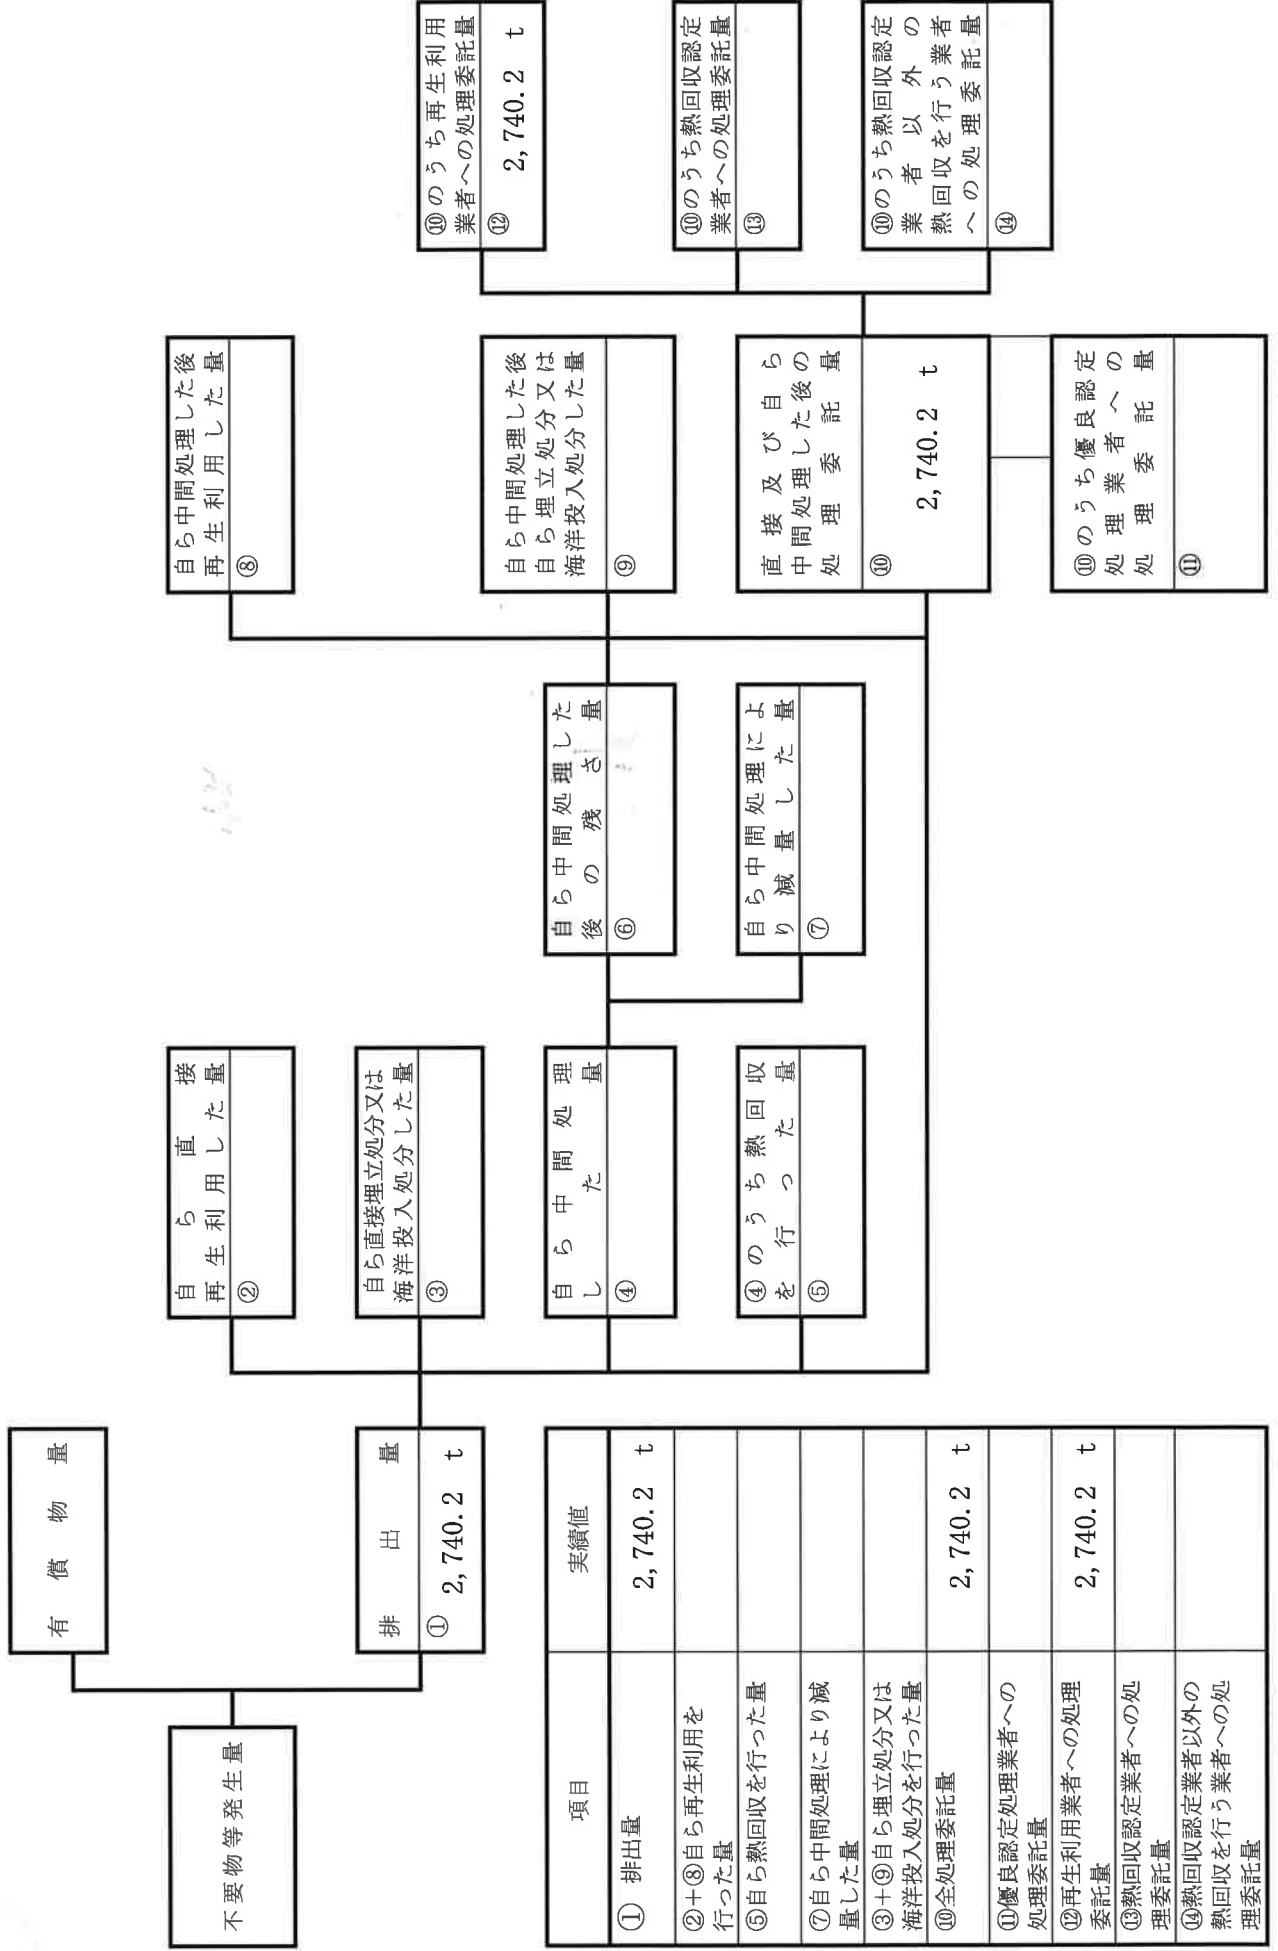 不要物等発生量
有償物量
排出量
① 2,740.2 t
自ら直接
再生利用した量
②
自ら直接埋立処分又は
海洋投入処分した量
③
自ら中間処理
した量
④
④のうち熱回収
を行った量
⑤
自ら中間処理した
後の残さ量
⑥
自ら中間処理によ
り減量した量
⑦
自ら中間処理した後
再生利用した量
⑧
自ら中間処理した後
自ら埋立処分又は
海洋投入処分した量
⑨
直接及び自ら
中間処理した後の
処理委託量
⑩
2,740.2 t
⑩のうち優良認定
処理業者への
処理委託量
⑪
⑩のうち再生利用
業者への処理委託量
⑫ 2,740.2 t
⑩のうち熱回収認定
業者への処理委託量
⑬
⑩のうち熱回収認定
業者以外の
熱回収を行う業者
への処理委託量
⑭
項目 実績値
① 排出量 2,740.2 t
②+⑧自ら再生利用を
行った量
⑤自ら熱回収を行った量
⑦自ら中間処理により減
量した量
③+⑨自ら埋立処分又は
海洋投入処分を行った量
⑩全処理委託量 2,740.2 t
⑪優良認定処理業者への
処理委託量
⑫再生利用業者への処理
委託量 2,740.2 t
⑬熱回収認定業者への処
理委託量
⑭熱回収認定業者以外の
熱回収を行う業者への処
理委託量